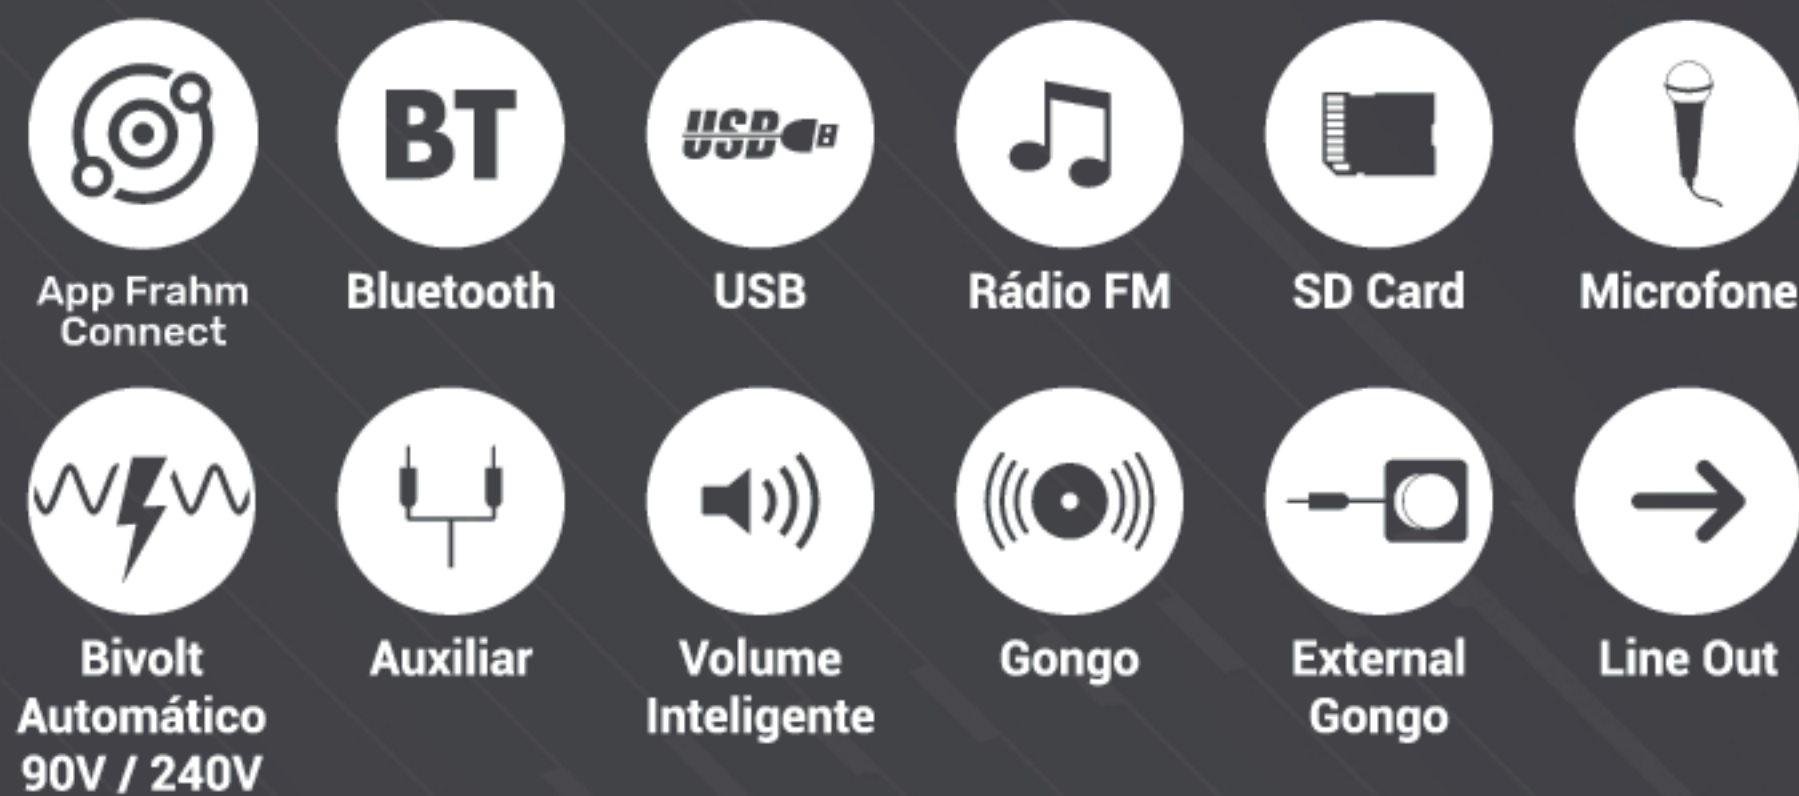 BT
USB
App Frahm
Connect
Bluetooth
USB
Rádio FM
SD Card
Microfone
Bivolt
Automático
90V / 240V
Auxiliar
Volume
Inteligente
Gongo
External
Gongo
Line Out